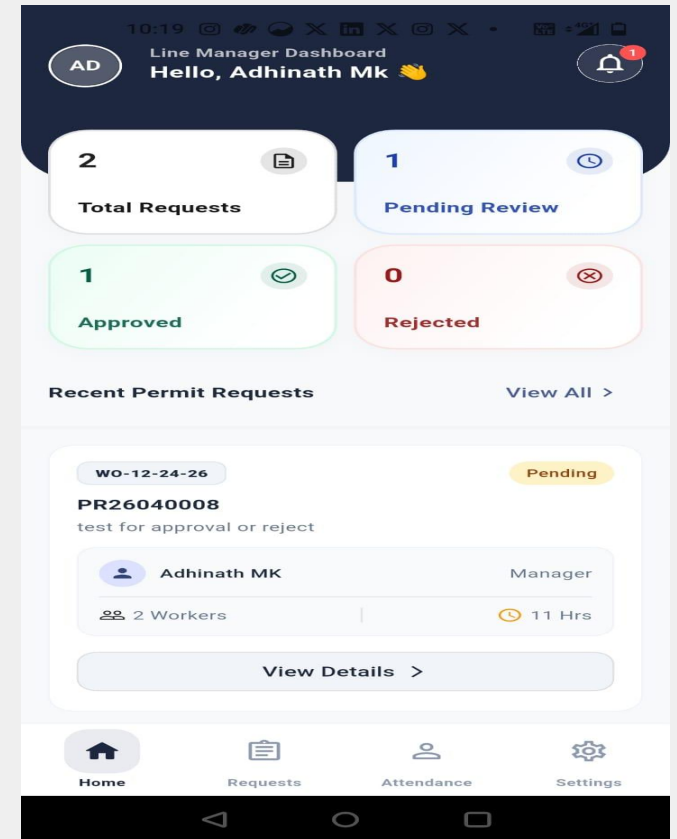 10:19
Line Manager Dashboard
AD
Hello, Adhinath Mk 👋
1
2
Total Requests
1
Pending Review
1
Approved
0
Rejected
Recent Permit Requests
View All >
WO-12-24-26
Pending
PR26040008
test for approval or reject
Adhinath MK
Manager
2 Workers
11 Hrs
View Details >
Home
Requests
Attendance
Settings